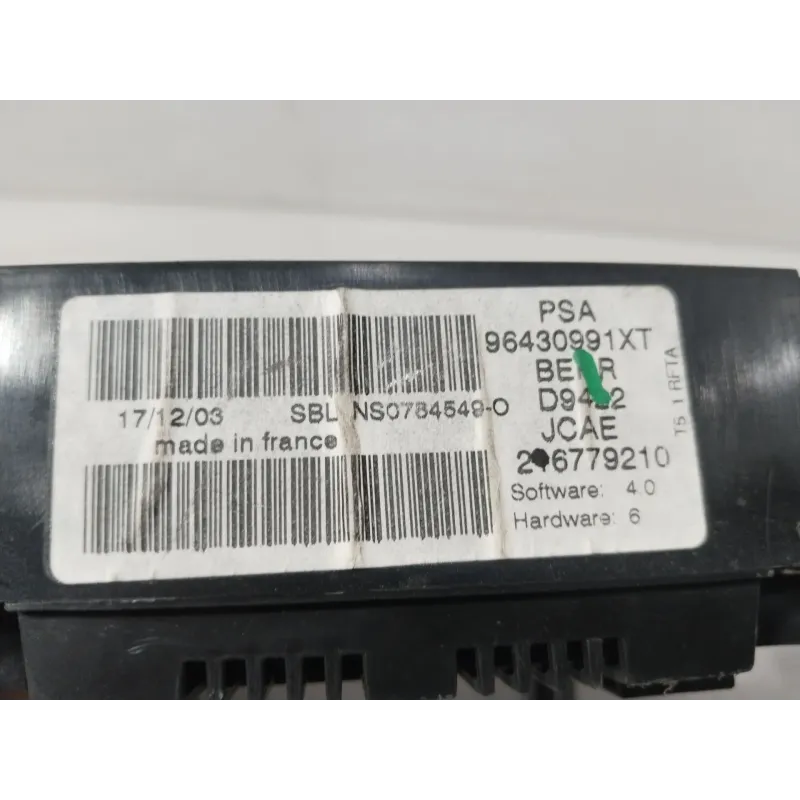 PSA
96430991XT
JCAE
Software: 4.0
Hardware: 6
17/12/03 SBL NS0784549-O
made in france